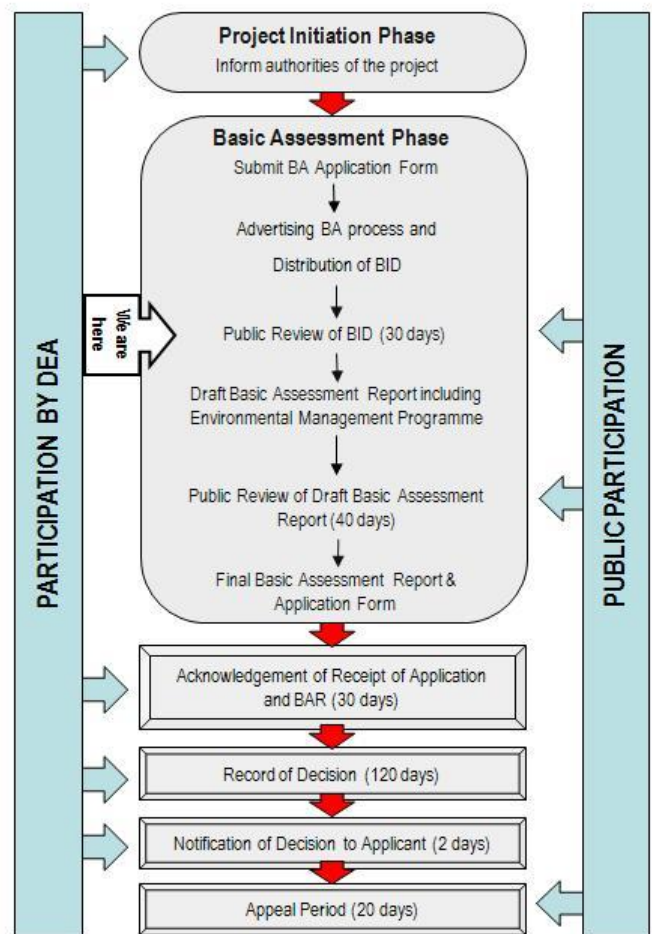 Project Initiation Phase
Inform authorities of the project
Basic Assessment Phase
Submit BA Application Form
Advertising BA process and
Distribution of BID
We are
here
Public Review of BID (30 days)
Draft Basic Assessment Report including
Environmental Management Programme
Public Review of Draft Basic Assessment
Report (40 days)
Final Basic Assessment Report &
Application Form
Acknowledgement of Receipt of Application
and BAR (30 days)
Record of Decision (120 days)
Notification of Decision to Applicant (2 days)
Appeal Period (20 days)
PARTICIPATION BY DEA
PUBLIC PARTICIPATION